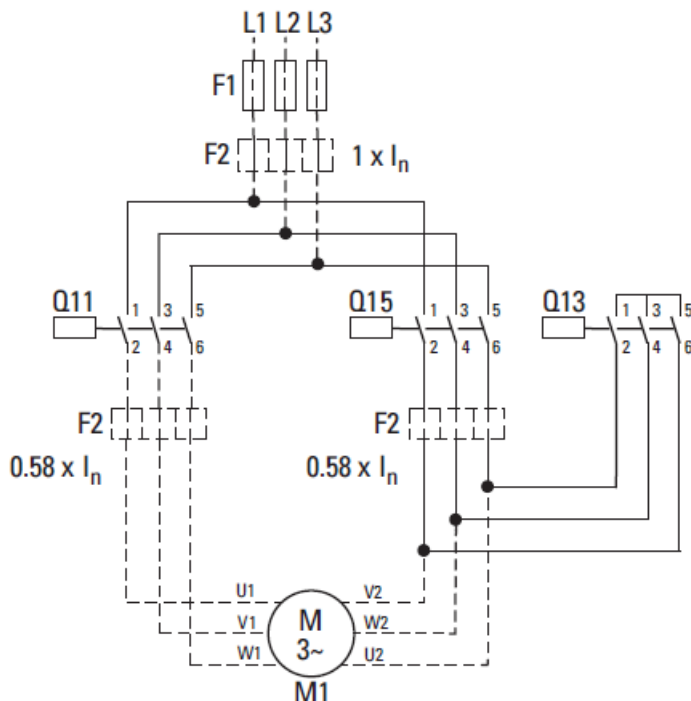 L1 L2 L3
F1
F2 1 x Iₙ
Q11 1 3 5
2 4 6
Q15 1 3 5
2 4 6
Q13 1 3 5
2 4 6
F2
0.58 x Iₙ
F2
0.58 x Iₙ
U1
V1
W1
M
3~
V2
W2
U2
M1